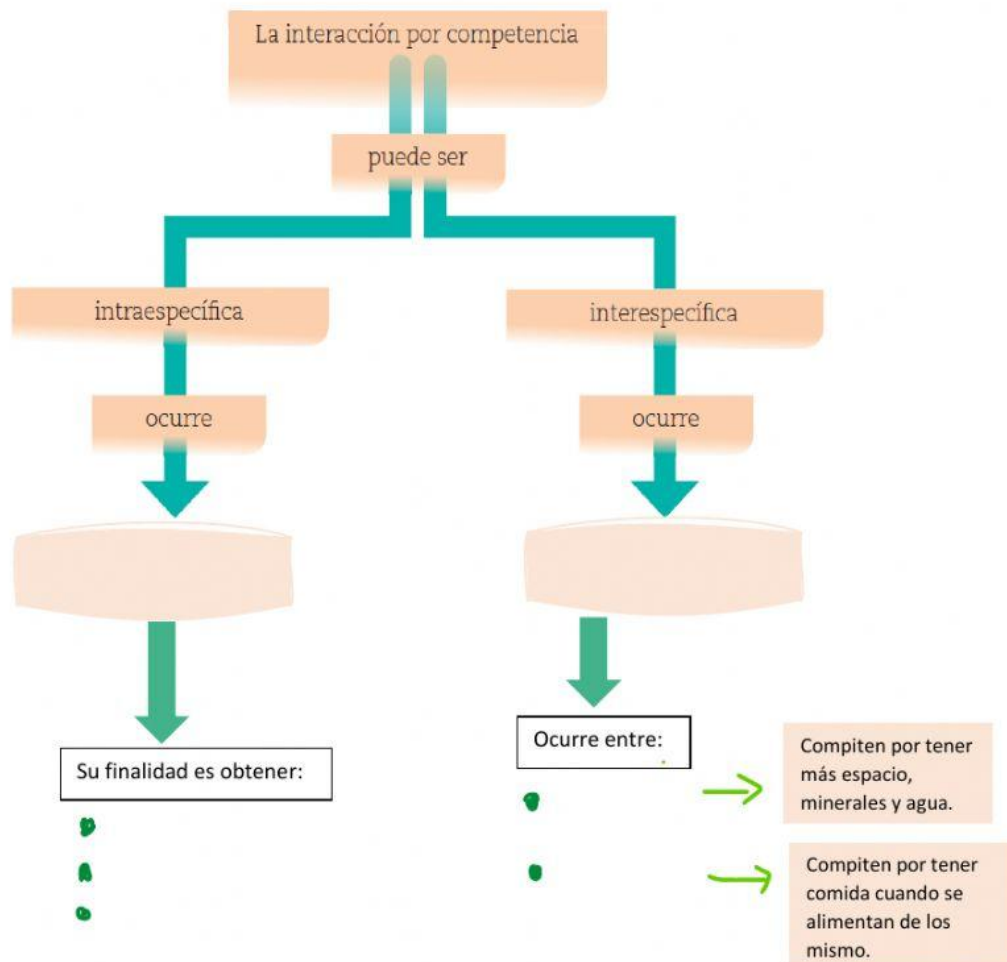 La interacción por competencia
puede ser
intraespecífica
interespecífica
ocurre
ocurre
Su finalidad es obtener:
Ocurre entre:
Compiten por tener
más espacio,
minerales y agua.
Compiten por tener
comida cuando se
alimentan de los
mismo.